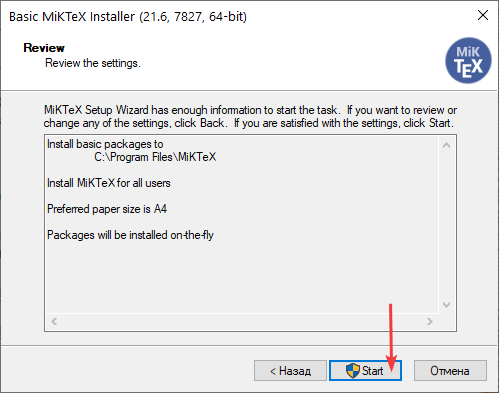 Basic MiKTeX Installer (21.6, 7827, 64-bit)
Review
Review the settings.
MiK
TEX
MiKTeX Setup Wizard has enough information to start the task. If you want to review or
change any of the settings, click Back. If you are satisfied with the settings, click Start.
Install basic packages to
C:\Program Files\MiKTeX
Install MiKTeX for all users
Preferred paper size is A4
Packages will be installed on-the-fly
< Назад
Start
Отмена